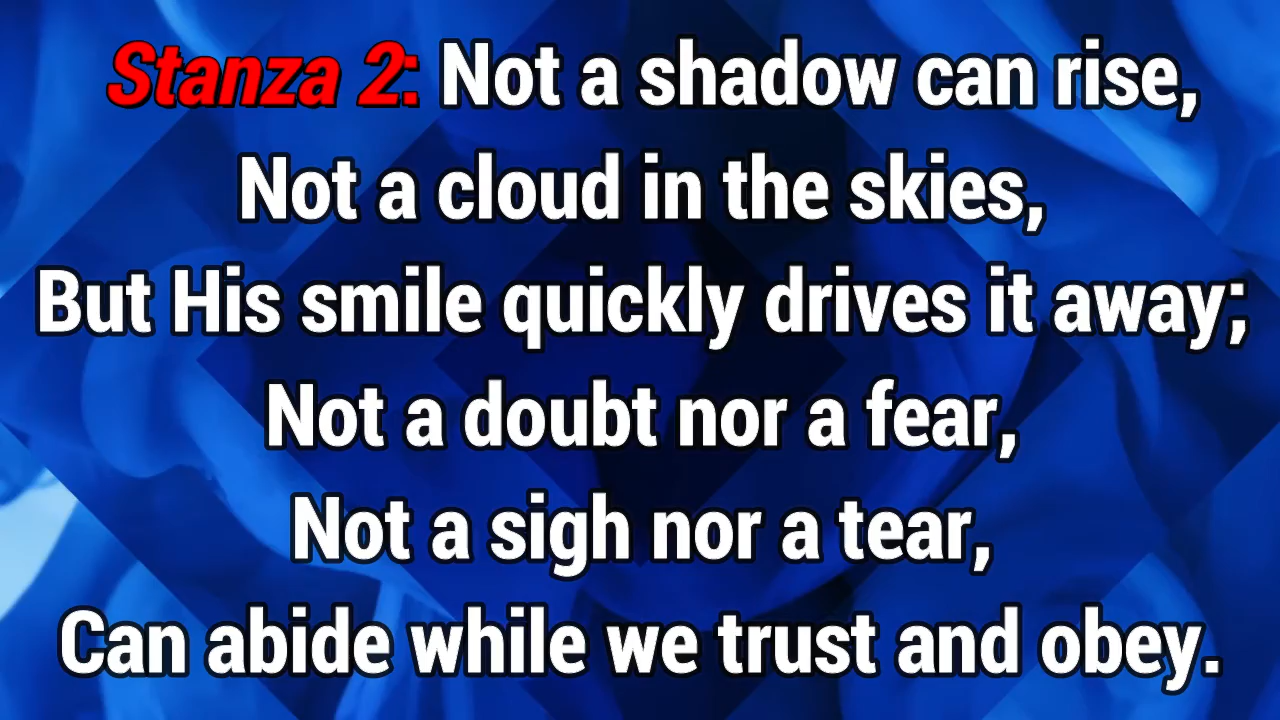 Stanza 2: Not a shadow can rise,
Not a cloud in the skies,
But His smile quickly drives it away;
Not a doubt nor a fear,
Not a sigh nor a tear,
Can abide while we trust and obey.